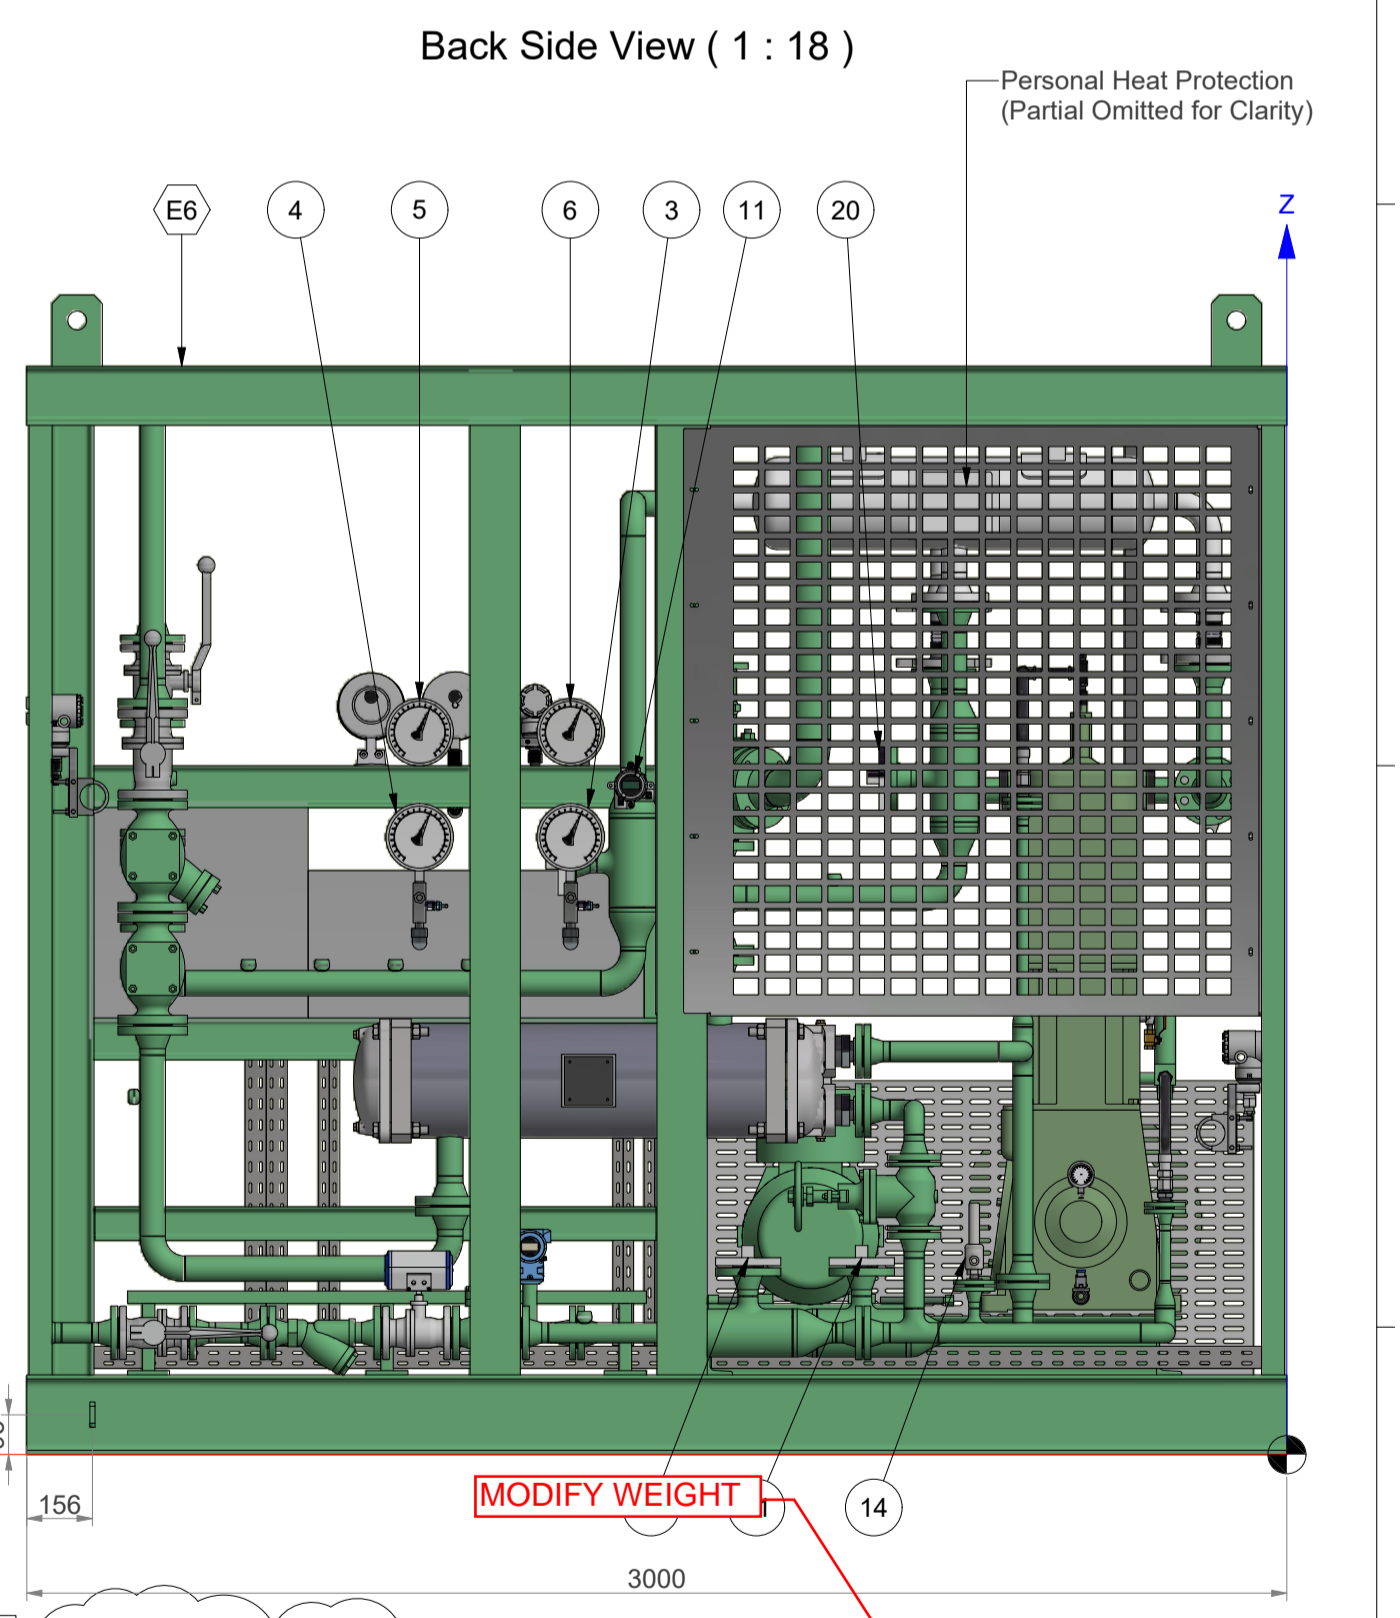 Back Side View ( 1 : 18 )
Personal Heat Protection
(Partial Omitted for Clarity)
E6
4
5
6
3
11
20
Z
MODIFY WEIGHT
14
156
3000